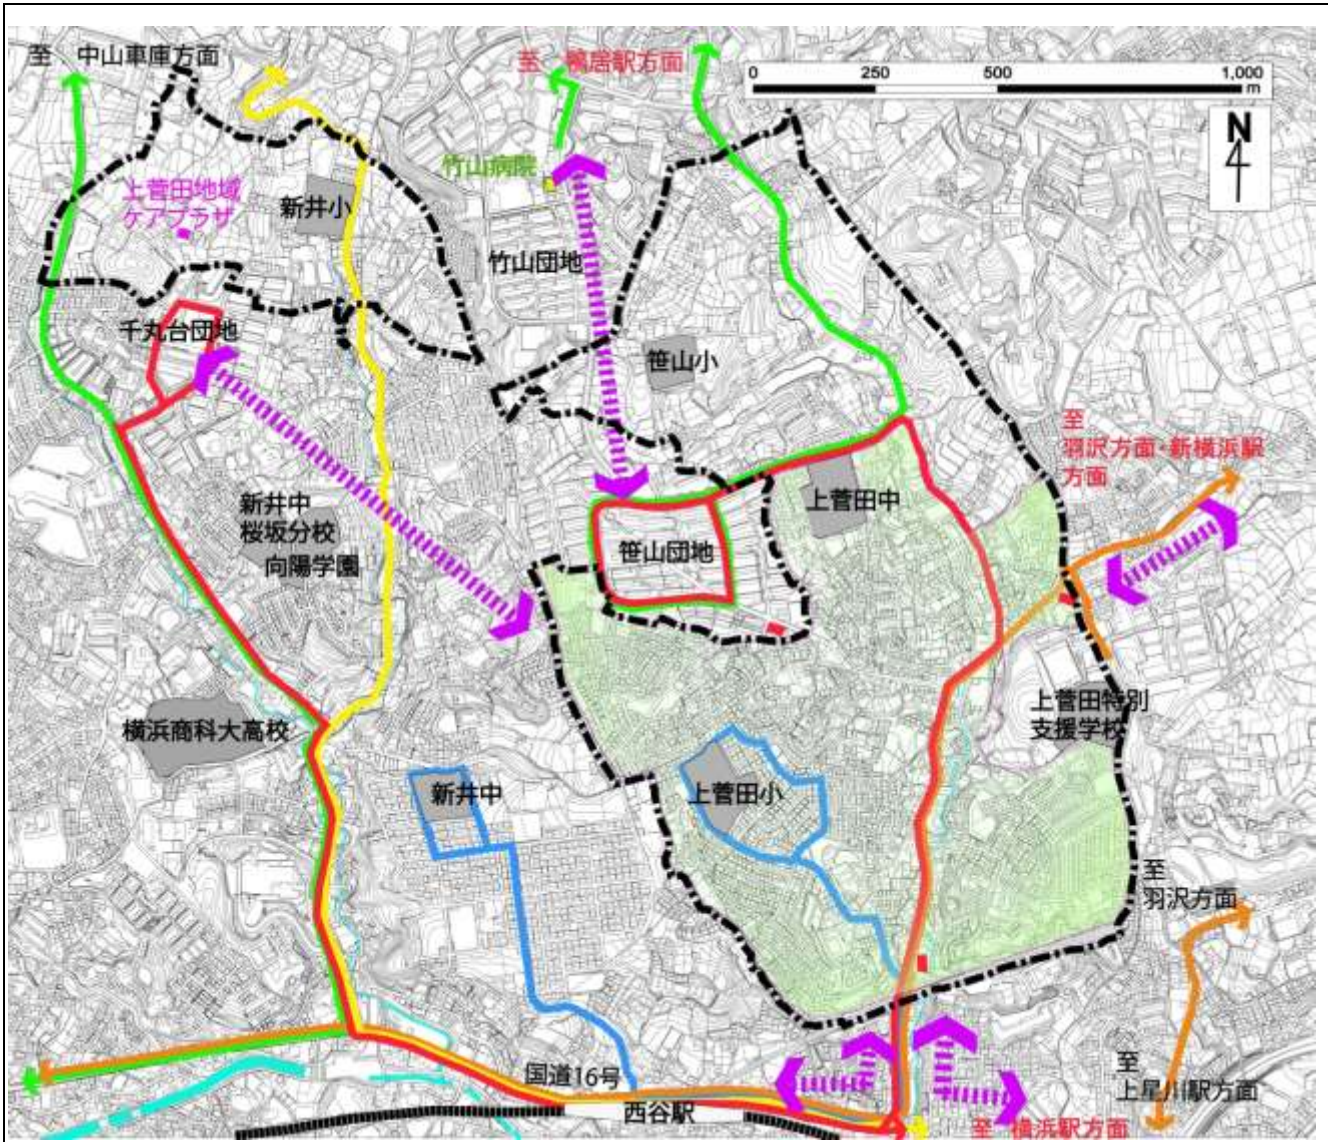 至 中山車庫方面
至 鴨居駅方面
0 250 500 1,000
m
N
竹山病院
上菅田地域
ケアプラザ
新井小
竹山団地
千丸台団地
笹山小
至
羽沢方面・新横浜駅
方面
新井中
桜坂分校
向陽学園
上菅田中
笹山団地
横浜商科大高校
上菅田特別
支援学校
新井中
上菅田小
至
羽沢方面
国道16号
西谷駅
至
上星川駅方面
至 横浜駅方面